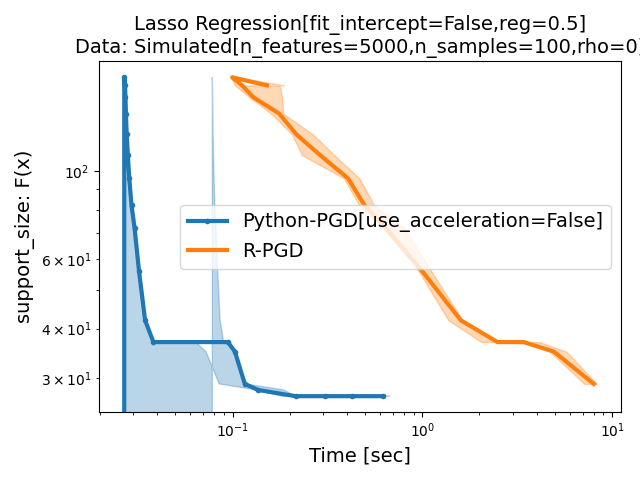 Lasso Regression[fit_intercept=False,reg=0.5]
Data: Simulated[n_features=5000,n_samples=100,rho=0]
support_size: F(x)
10²
6 × 10¹
4 × 10¹
3 × 10¹
Python-PGD[use_acceleration=False]
R-PGD
10⁻¹
10⁰
10¹
Time [sec]